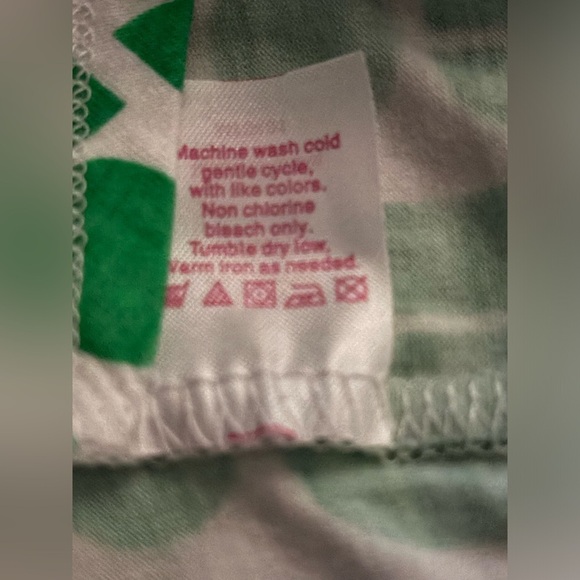 Machine wash cold
gentle cycle,
with like colors.
Non chlorine
bleach only.
Tumble dry low,
Warm iron as needed.